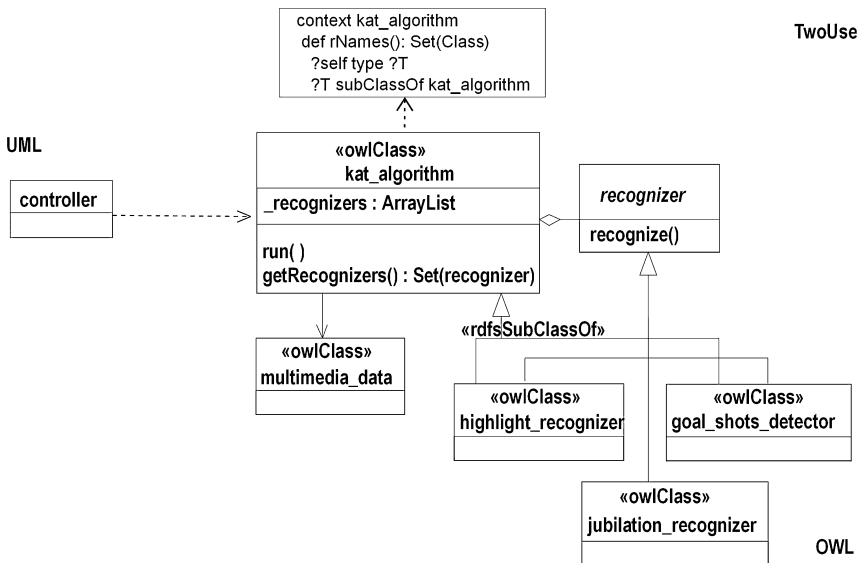 context kat_algorithm
def rNames(): Set(Class)
?self type ?T
?T subClassOf kat_algorithm
TwoUse
UML
controller
«owlClass»
kat_algorithm
_recognizers : ArrayList
run( )
getRecognizers() : Set(recognizer)
recognizer
recognize()
«rdfsSubClassOf»
«owlClass»
multimedia_data
«owlClass»
highlight_recognizer
«owlClass»
goal_shots_detector
«owlClass»
jubilation_recognizer
OWL